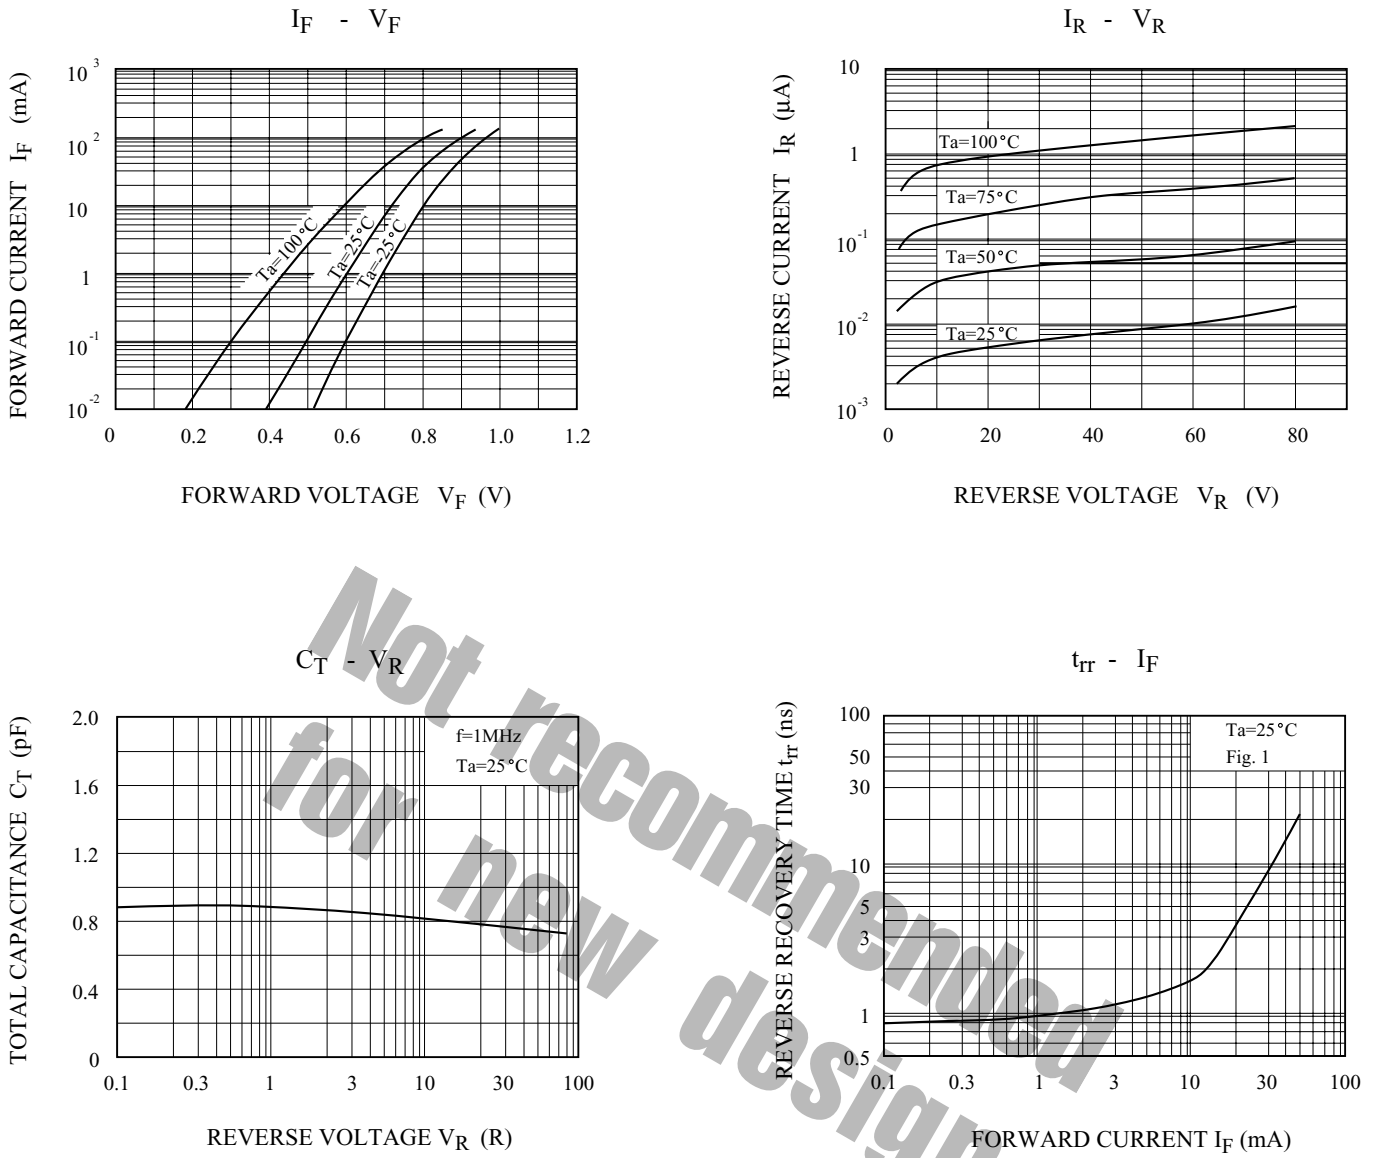 I_F - V_F
FORWARD CURRENT I_F (mA)
10^3
10^2
10
1
10^-1
10^-2
Ta=100°C
Ta=25°C
Ta=-25°C
0 0.2 0.4 0.6 0.8 1.0 1.2
FORWARD VOLTAGE V_F (V)
I_R - V_R
REVERSE CURRENT I_R (μA)
10
1
10^-1
10^-2
10^-3
Ta=100°C
Ta=75°C
Ta=50°C
Ta=25°C
0 20 40 60 80
REVERSE VOLTAGE V_R (V)
C_T - V_R
TOTAL CAPACITANCE C_T (pF)
2.0
1.6
1.2
0.8
0.4
0
f=1MHz
Ta=25°C
0.1 0.3 1 3 10 30 100
REVERSE VOLTAGE V_R (R)
t_rr - I_F
REVERSE RECOVERY TIME t_rr (ns)
100
50
30
10
5
3
1
0.5
Ta=25°C
Fig. 1
0.1 0.3 1 3 10 30 100
FORWARD CURRENT I_F (mA)
Not recommended
for new design